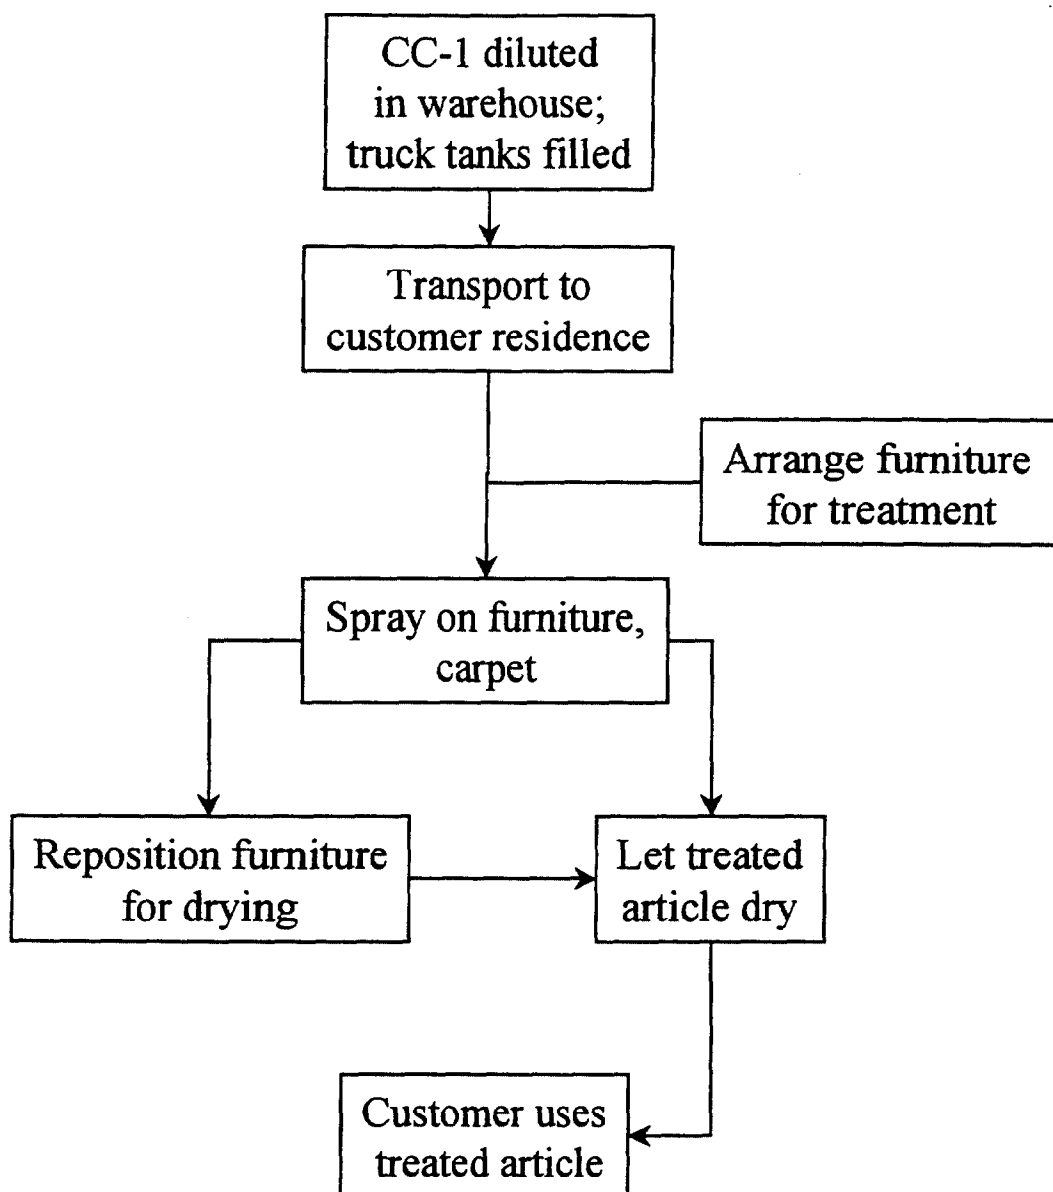 CC-1 diluted
in warehouse;
truck tanks filled
Transport to
customer residence
Arrange furniture
for treatment
Spray on furniture,
carpet
Reposition furniture
for drying
Let treated
article dry
Customer uses
treated article